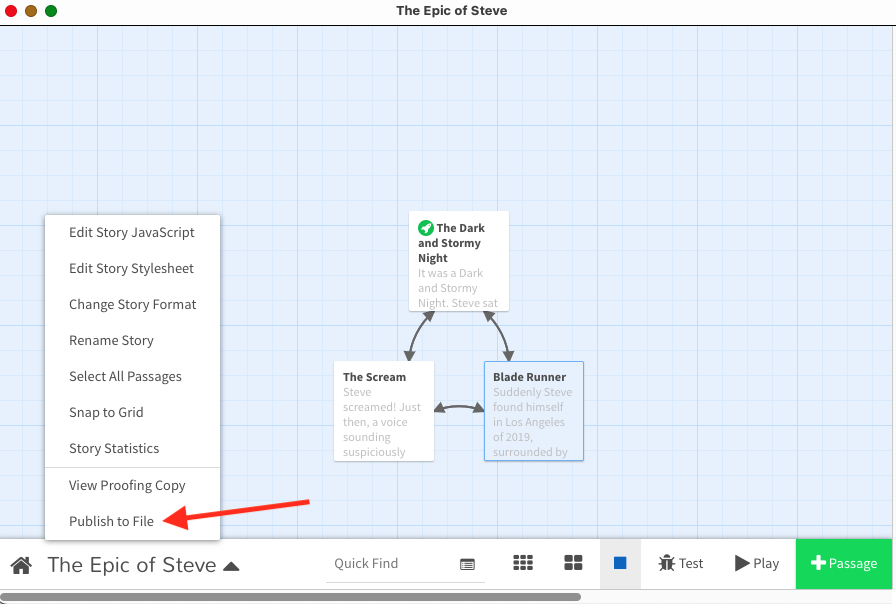 The Epic of Steve
The Dark
and Stormy
Night
It was a Dark
and Stormy
Night. Steve sat
Edit Story JavaScript
Edit Story Stylesheet
Change Story Format
Rename Story
Select All Passages
Snap to Grid
Story Statistics
View Proofing Copy
Publish to File
The Scream
Steve
screamed! Just
then, a voice
sounding
suspiciously
Blade Runner
Suddenly Steve
found himself
in Los Angeles
of 2019,
surrounded by
The Epic of Steve
Quick Find
Test
Play
Passage